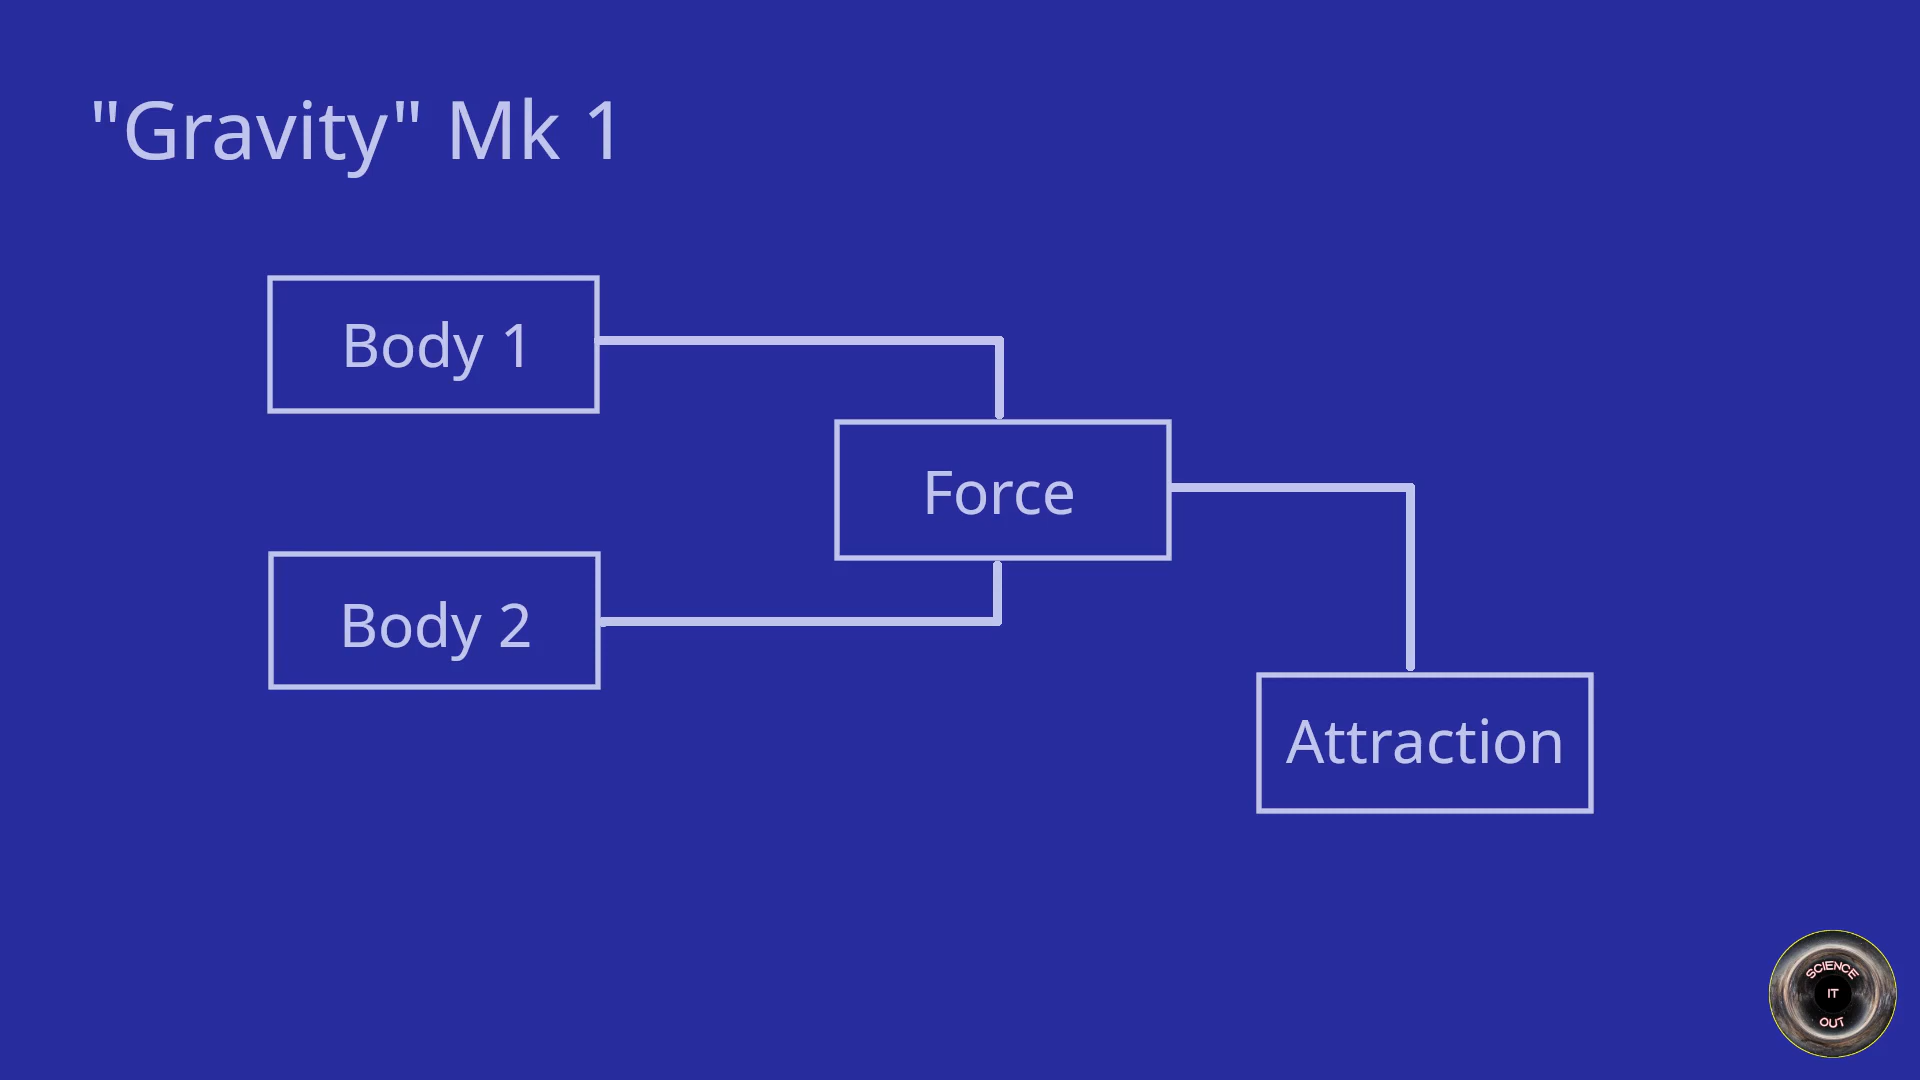 "Gravity" Mk 1
Body 1
Force
Body 2
Attraction
SCIENCE
IT
OUT